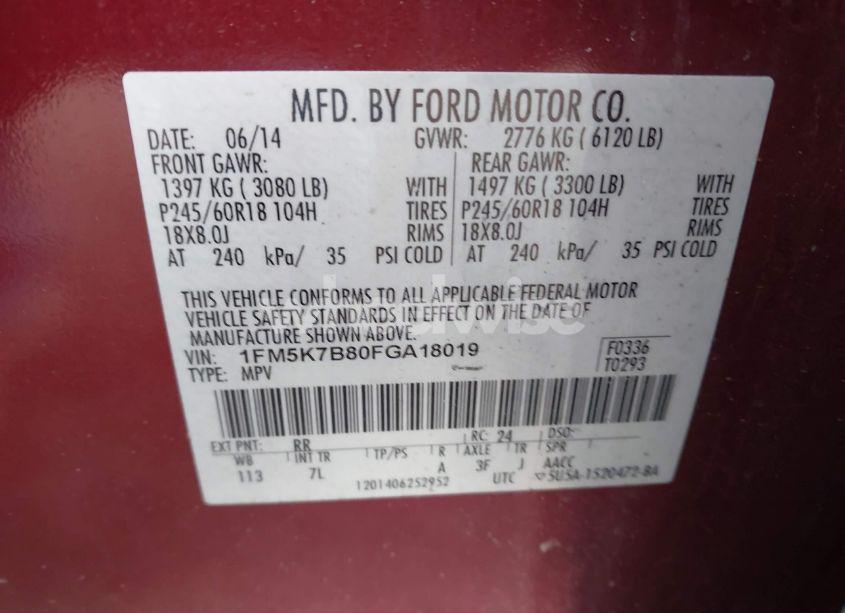 MFD. BY FORD MOTOR CO.
DATE: 06/14 GVWR: 2776 KG ( 6120 LB)
FRONT GAWR: REAR GAWR:
1397 KG ( 3080 LB) WITH 1497 KG ( 3300 LB) WITH
P245/60R18 104H TIRES P245/60R18 104H TIRES
18X8.0J RIMS 18X8.0J RIMS
AT 240 kPa/ 35 PSI COLD AT 240 kPa/ 35 PSI COLD
THIS VEHICLE CONFORMS TO ALL APPLICABLE FEDERAL MOTOR
VEHICLE SAFETY STANDARDS IN EFFECT ON THE DATE OF
MANUFACTURE SHOWN ABOVE.
VIN: 1FM5K7B80FGA18019 F0336
TYPE: MPV T0293
EXT PNT: RR RC: 24 DSO:
WB INT TR TP/PS R AXLE TR SPR
113 7L A 3F J AACC
1201406252952 UTC 5U5A-1520472-BA